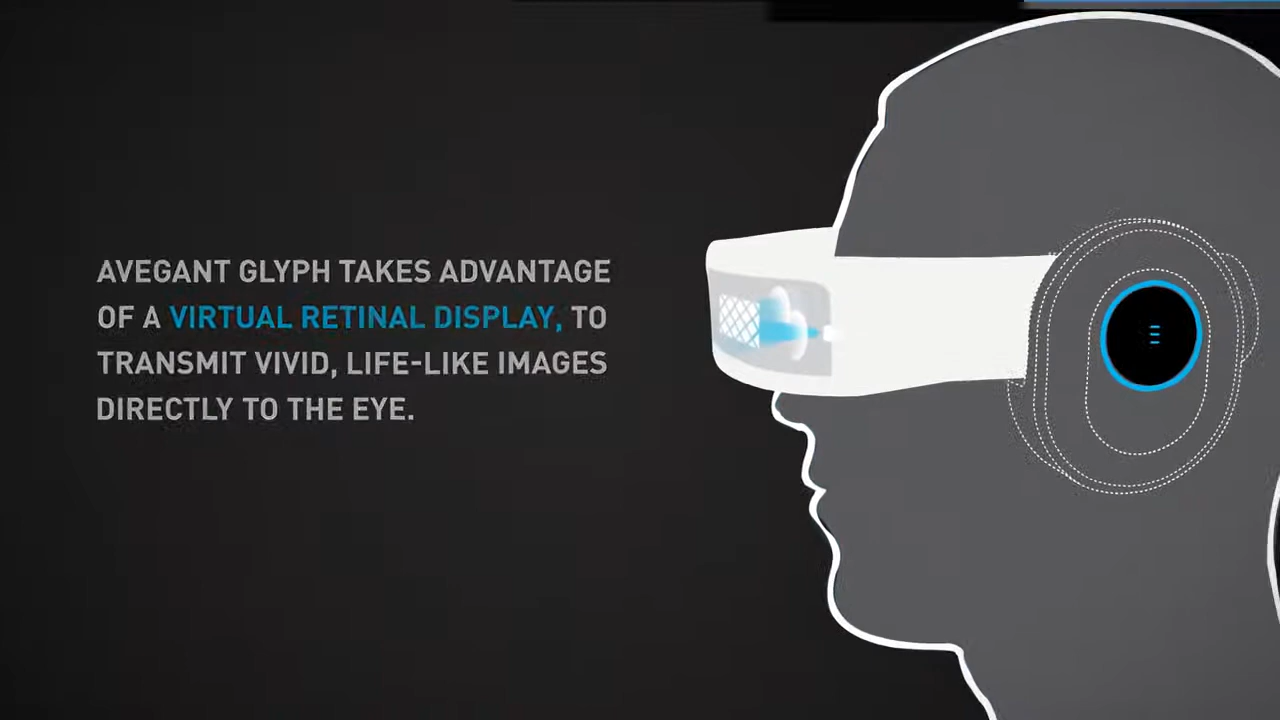 AVEGANT GLYPH TAKES ADVANTAGE
OF A VIRTUAL RETINAL DISPLAY, TO
TRANSMIT VIVID, LIFE-LIKE IMAGES
DIRECTLY TO THE EYE.